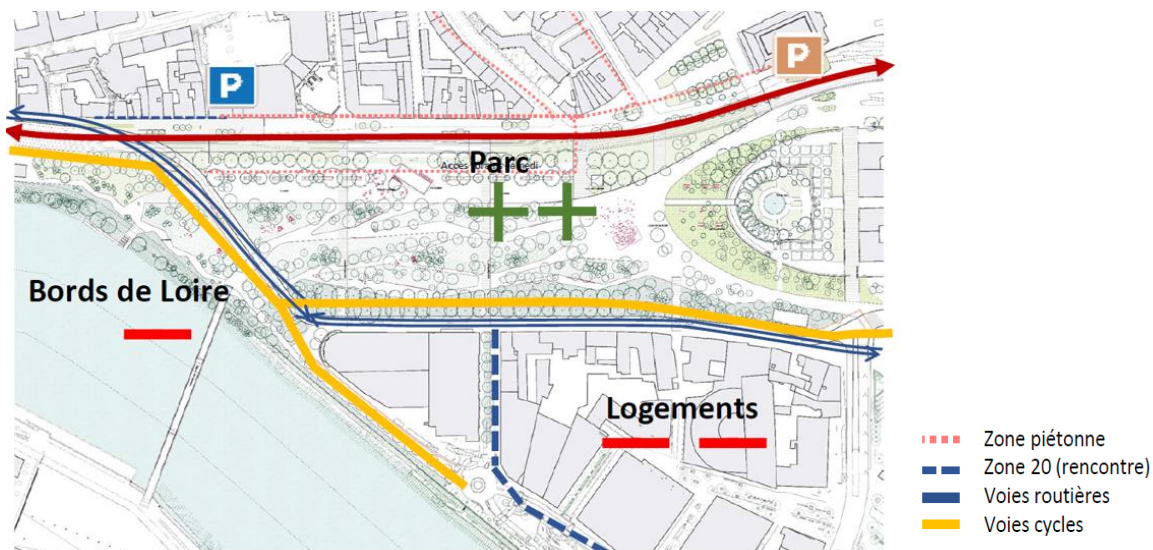 P
P
Parc
Bords de Loire
Logements
Zone piétonne
Zone 20 (rencontre)
Voies routières
Voies cycles